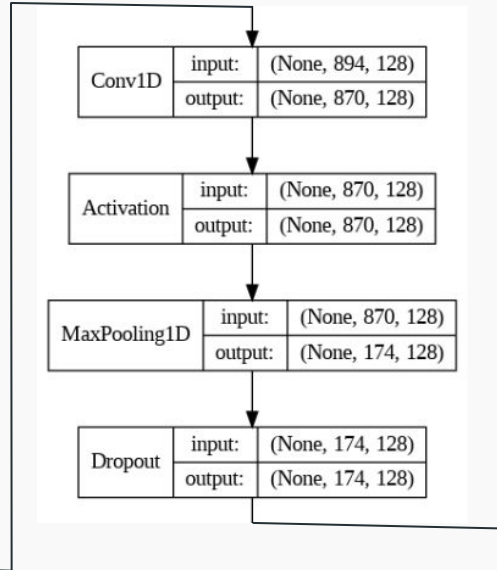 Conv1D
input: (None, 894, 128)
output: (None, 870, 128)
Activation
input: (None, 870, 128)
output: (None, 870, 128)
MaxPooling1D
input: (None, 870, 128)
output: (None, 174, 128)
Dropout
input: (None, 174, 128)
output: (None, 174, 128)